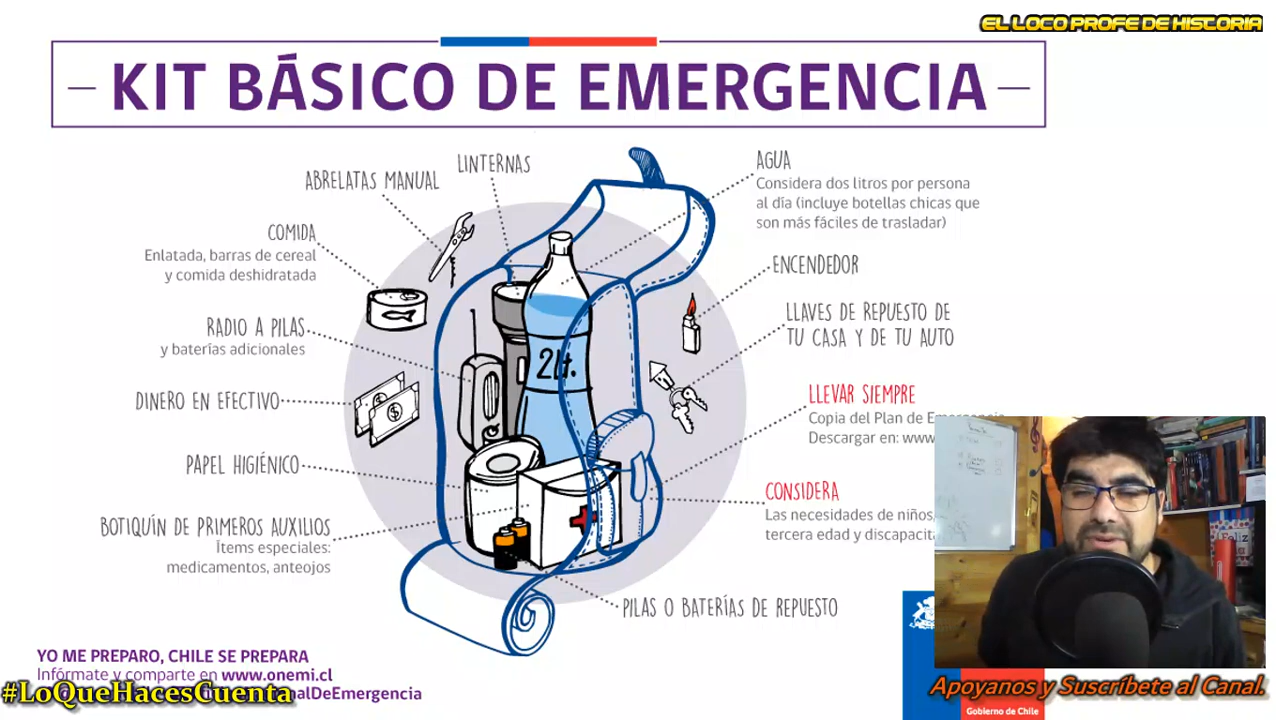 EL LOCO PROFE DE HISTORIA
KIT BÁSICO DE EMERGENCIA
LINTERNAS
ABRELATAS MANUAL
COMIDA
Enlatada, barras de cereal
y comida deshidratada
RADIO A PILAS
y baterías adicionales
DINERO EN EFECTIVO
PAPEL HIGIÉNICO
BOTIQUÍN DE PRIMEROS AUXILIOS
Ítems especiales:
medicamentos, anteojos
AGUA
Considera dos litros por persona
al día (incluye botellas chicas que
son más fáciles de trasladar)
ENCENDEDOR
LLAVES DE REPUESTO DE
TU CASA Y DE TU AUTO
LLEVAR SIEMPRE
Copia del Plan de Emergencia
Descargar en: www
CONSIDERA
Las necesidades de niños,
tercera edad y discapacita
PILAS O BATERÍAS DE REPUESTO
2Lt.
YO ME PREPARO, CHILE SE PREPARA
Infórmate y comparte en www.onemi.cl
#LoQueHacesCuenta
nalDeEmergencia
Feliz
Apoyanos y Suscríbete al Canal.
Gobierno de Chile